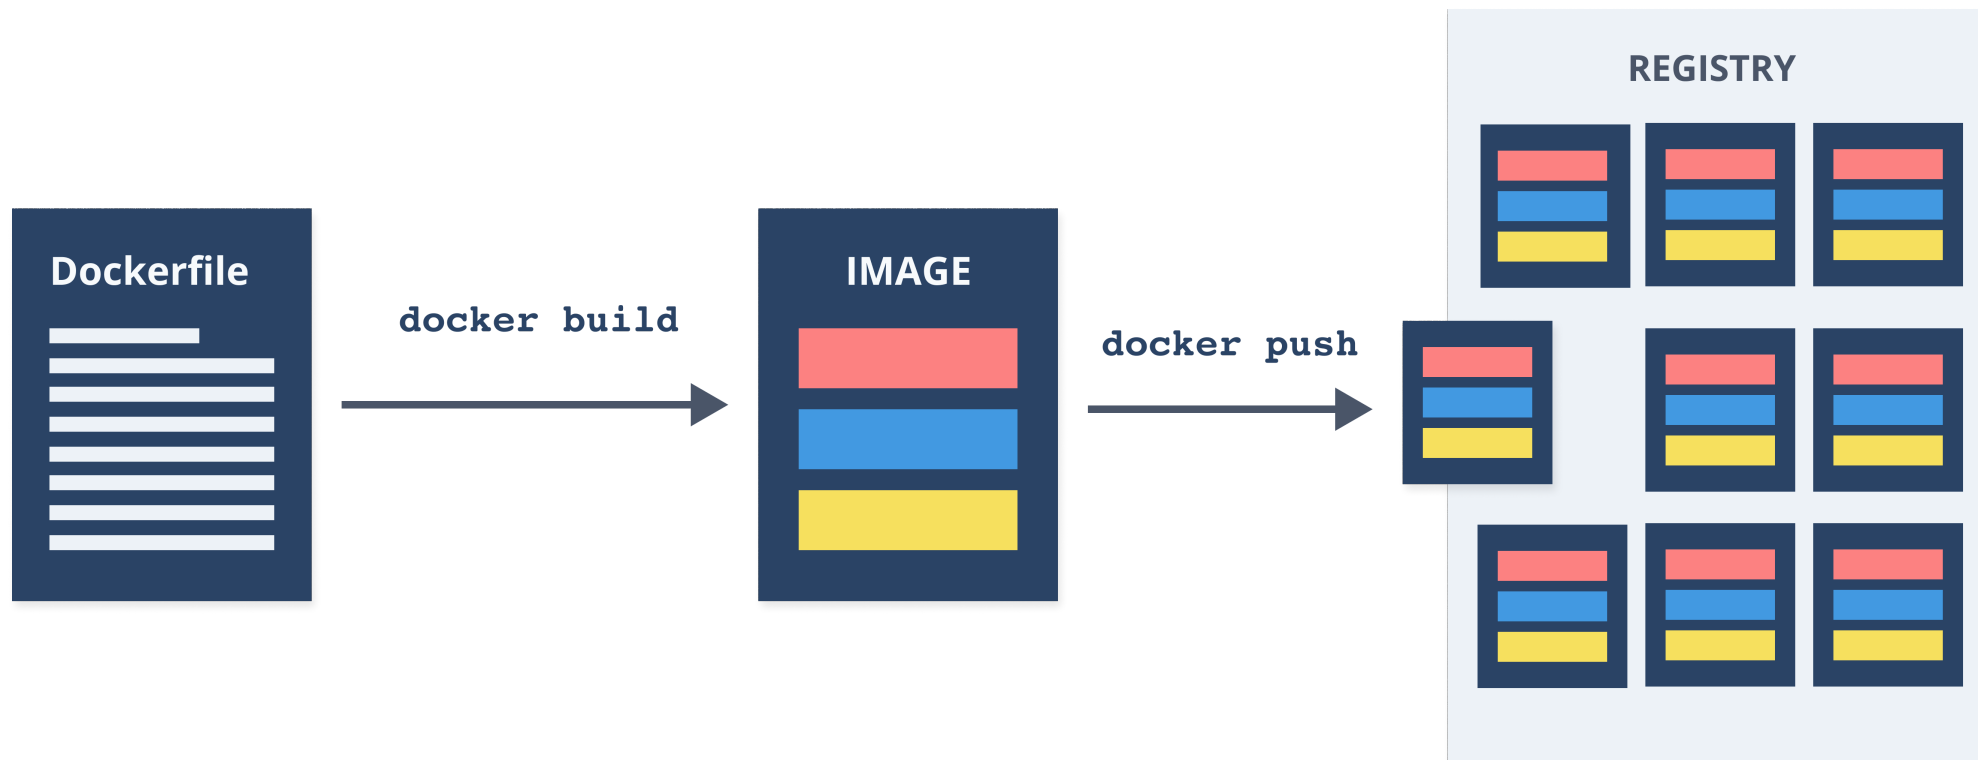 REGISTRY
Dockerfile
docker build
IMAGE
docker push